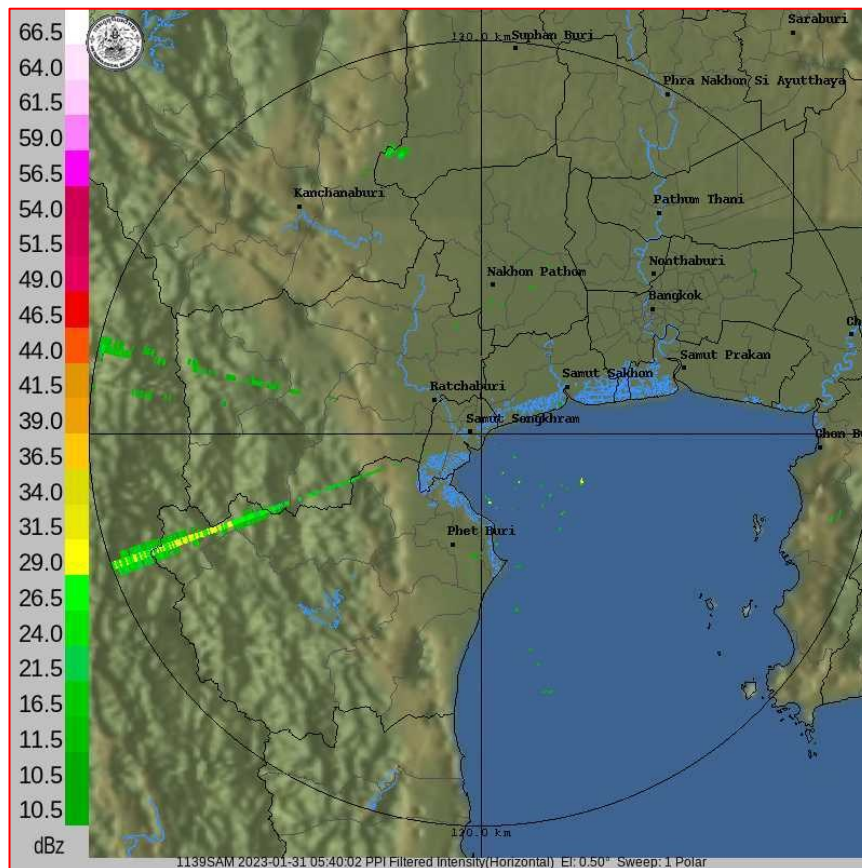 66.5
64.0
61.5
59.0
56.5
54.0
51.5
49.0
46.5
44.0
41.5
39.0
36.5
34.0
31.5
29.0
26.5
24.0
21.5
16.5
11.5
10.5
10.5
dBz
Saraburi
120.0 km
Suphan Buri
Phra Nakhon Si Ayutthaya
Kanchanaburi
Pathum Thani
Nonthaburi
Nakhon Pathom
Bangkok
Ch
Samut Prakan
Samut Sakhon
Ratchaburi
Samut Songkhram
Chon Bu
Phet Buri
120.0 km
1139SAM 2023-01-31 05:40:02 PPI Filtered Intensity(Horizontal) El: 0.50° Sweep: 1 Polar